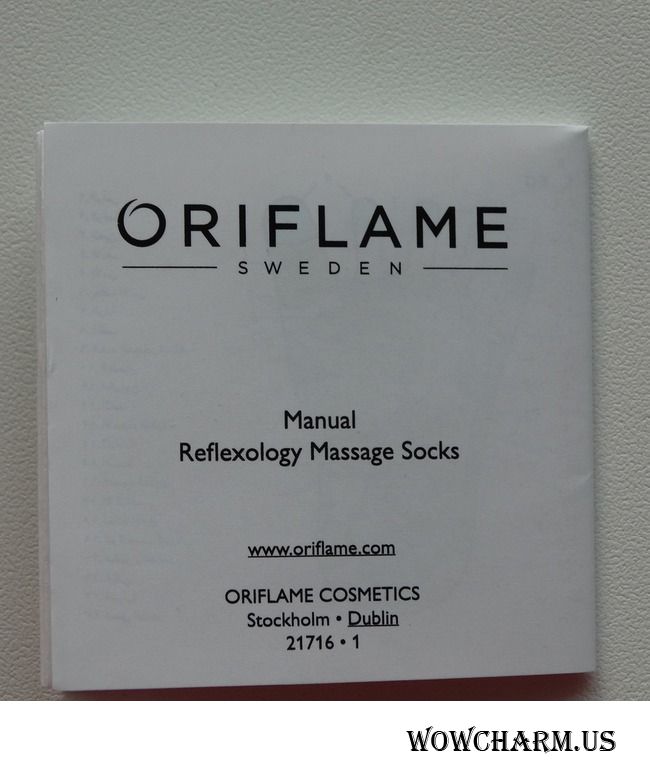 ORIFLAME
SWEDEN
Manual
Reflexology Massage Socks
www.oriflame.com
ORIFLAME COSMETICS
Stockholm • Dublin
21716 • 1
WOWCHARM.US